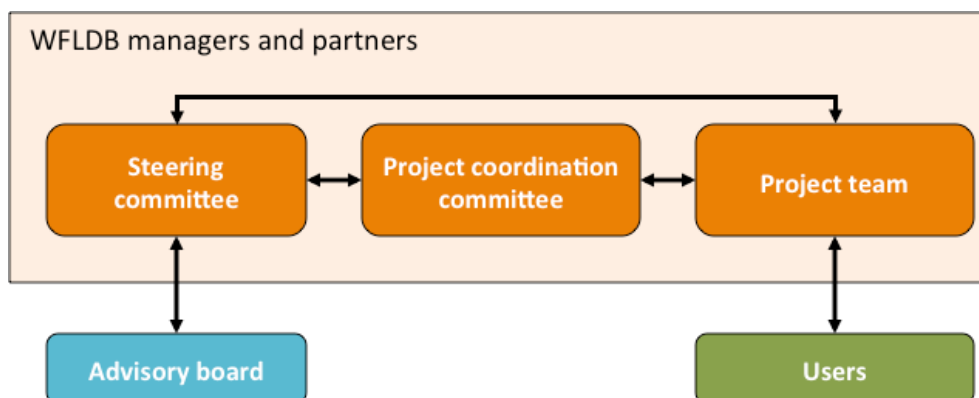 WFLDB managers and partners
Steering
committee
Project coordination
committee
Project team
Advisory board
Users